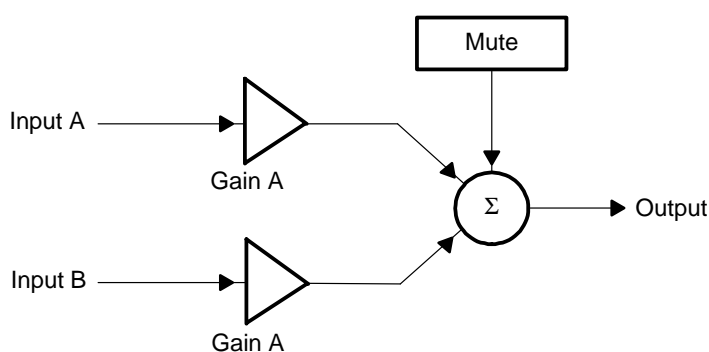 Mute
Input A
Gain A
Σ
Output
Input B
Gain A